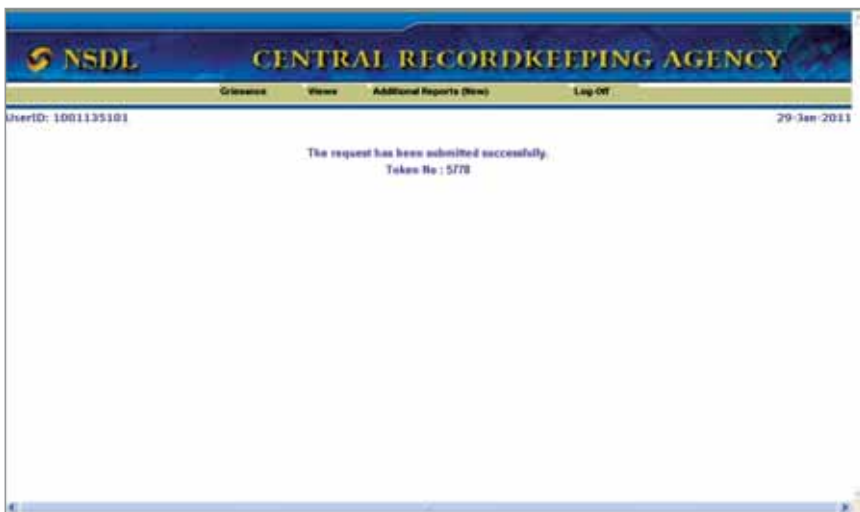 NSDL CENTRAL RECORDKEEPING AGENCY
Grievance Views Additional Reports (New) Log Off
UserID: 1001135101 29-Jan-2011
The request has been submitted successfully.
Token No : 5778